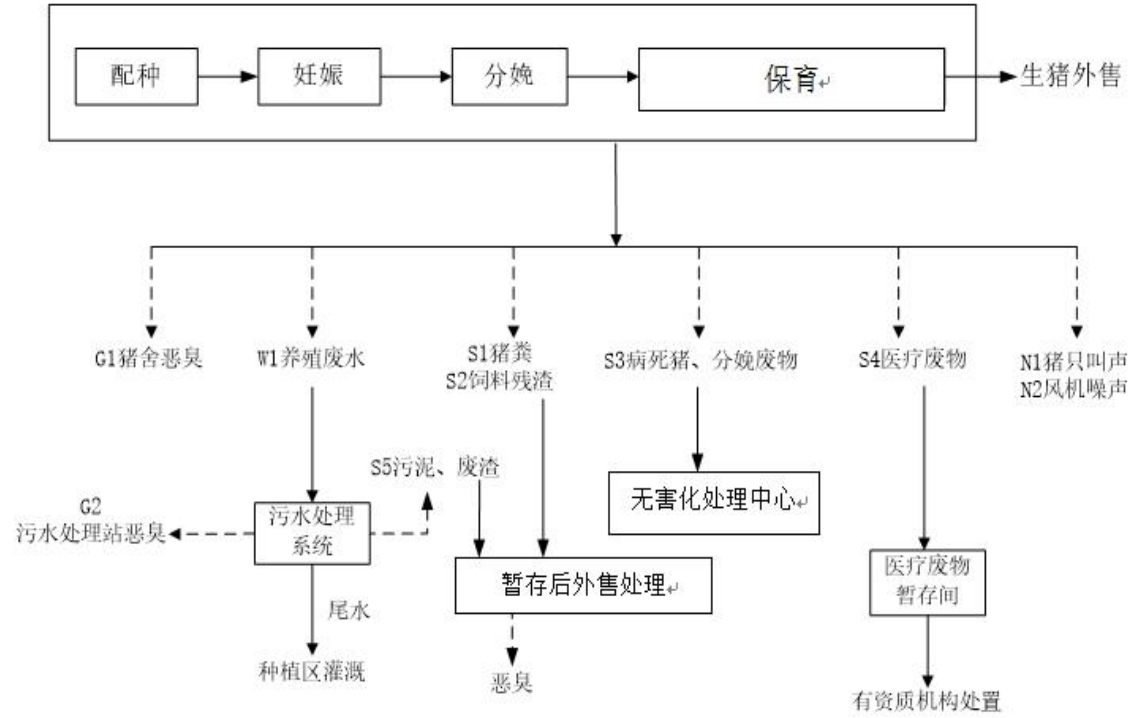 配种
妊娠
分娩
保育
生猪外售
G1猪舍恶臭
W1养殖废水
S1猪粪
S2饲料残渣
S3病死猪、分娩废物
S4医疗废物
N1猪只叫声
N2风机噪声
S5污泥、废渣
无害化处理中心
G2
污水处理站恶臭
污水处理
系统
暂存后外售处理
医疗废物
暂存间
尾水
种植区灌溉
恶臭
有资质机构处置